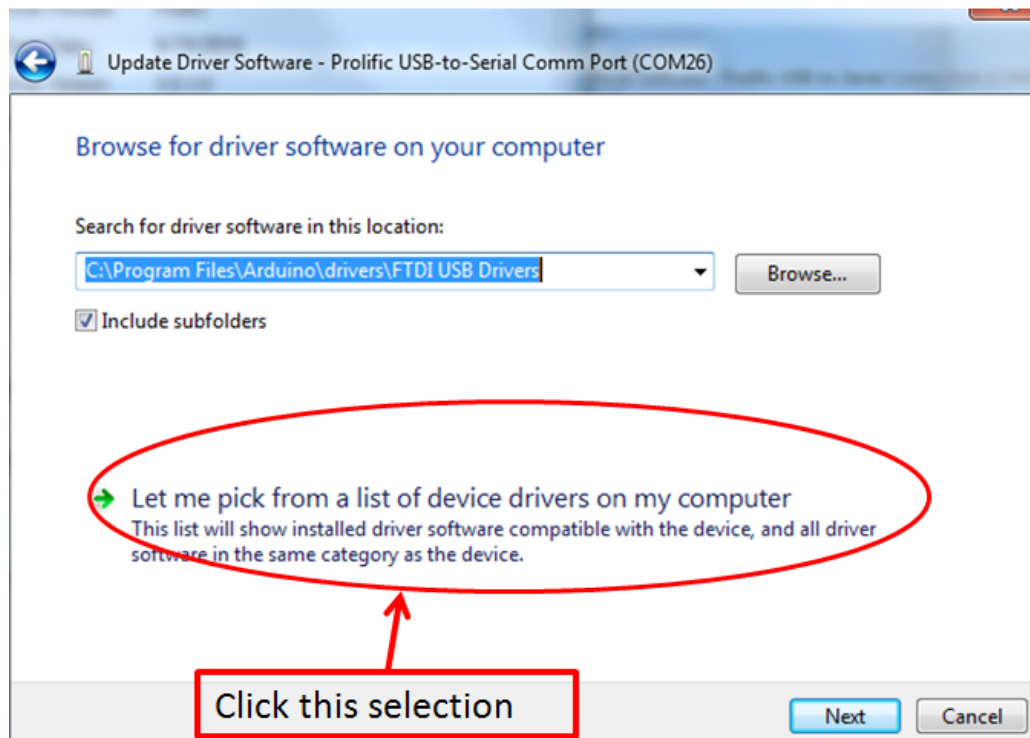 Update Driver Software - Prolific USB-to-Serial Comm Port (COM26)
Browse for driver software on your computer
Search for driver software in this location:
C:\Program Files\Arduino\drivers\FTDI USB Drivers
Browse...
Include subfolders
Let me pick from a list of device drivers on my computer
This list will show installed driver software compatible with the device, and all driver
software in the same category as the device.
Click this selection
Next
Cancel